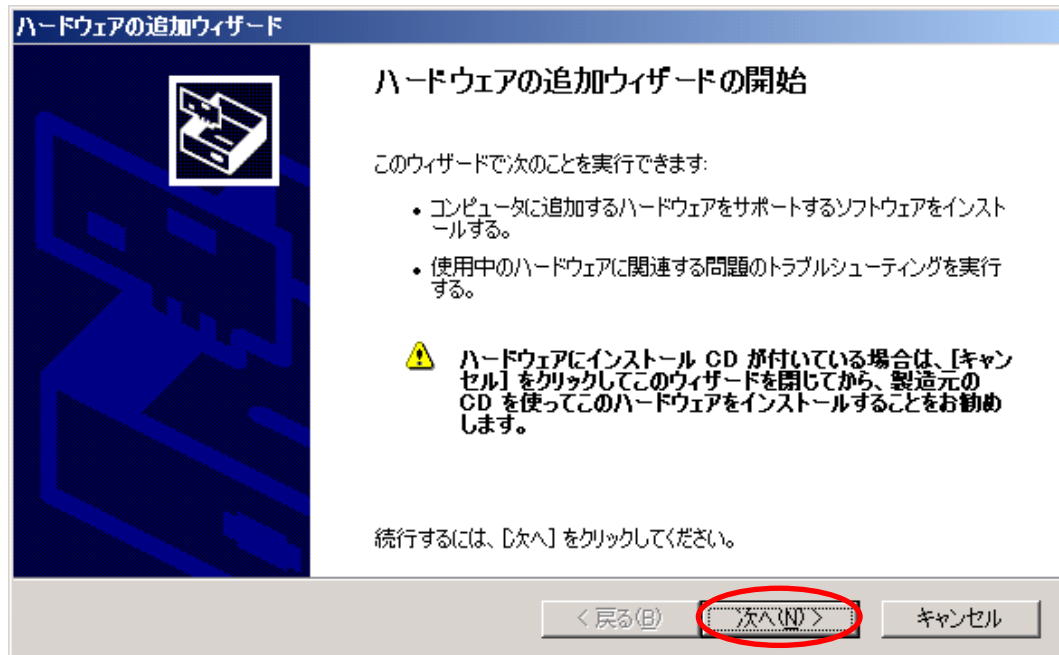 ハードウェアの追加ウィザード
ハードウェアの追加ウィザードの開始
このウィザードで次のことを実行できます:
• コンピュータに追加するハードウェアをサポートするソフトウェアをインスト
ールする。
• 使用中のハードウェアに関連する問題のトラブルシューティングを実行
する。
ハードウェアにインストール CD が付いている場合は、[キャン
セル] をクリックしてこのウィザードを閉じてから、製造元の
CD を使ってこのハードウェアをインストールすることをお勧め
します。
続行するには、[次へ] をクリックしてください。
< 戻る(B) 次へ(N) > キャンセル